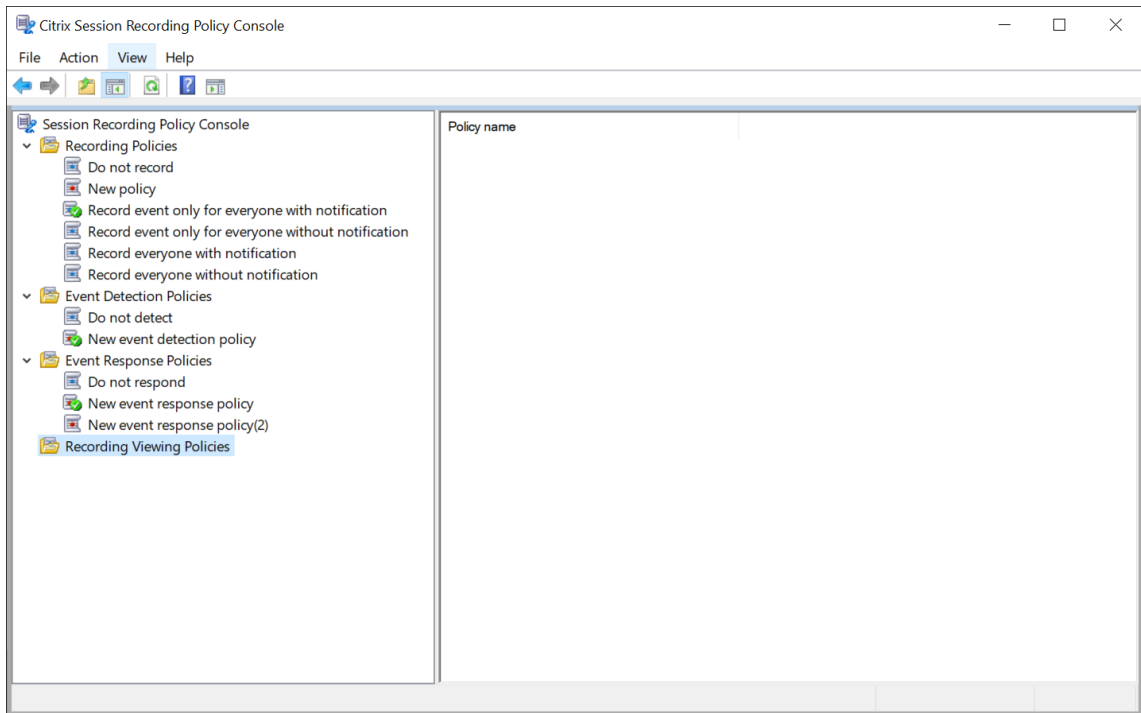 Citrix Session Recording Policy Console
File Action View Help
Session Recording Policy Console
Policy name
Recording Policies
Do not record
New policy
Record event only for everyone with notification
Record event only for everyone without notification
Record everyone with notification
Record everyone without notification
Event Detection Policies
Do not detect
New event detection policy
Event Response Policies
Do not respond
New event response policy
New event response policy(2)
Recording Viewing Policies